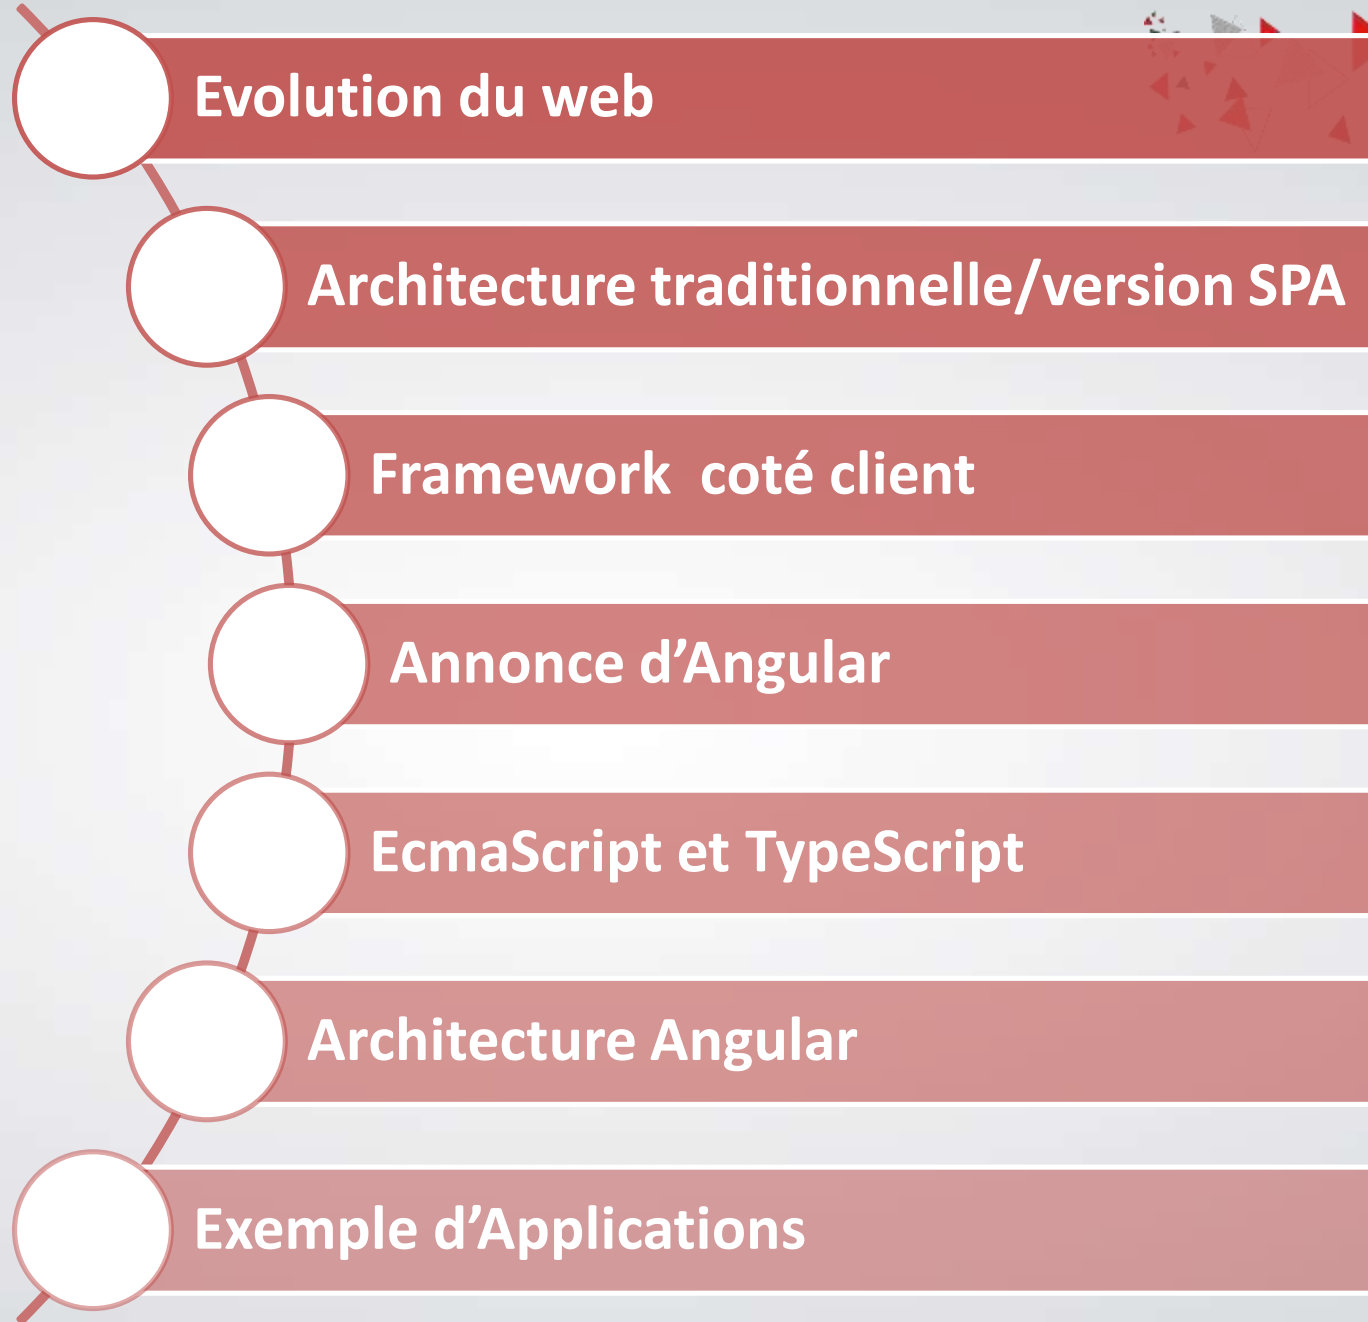 Evolution du web
Architecture traditionnelle/version SPA
Framework  coté client
Annonce d’Angular
EcmaScript et TypeScript
Architecture Angular
Exemple d’Applications